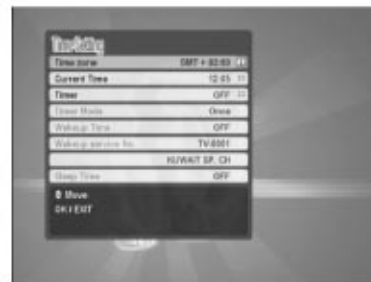 Time Setting
Time zone GMT + 03:00
Current Time 12:05
Timer OFF
Timer Mode Once
Wakeup Time OFF
Wakeup service No. TV-0001
KUWAIT SP. CH
Sleep Time OFF
Move
OK / EXIT